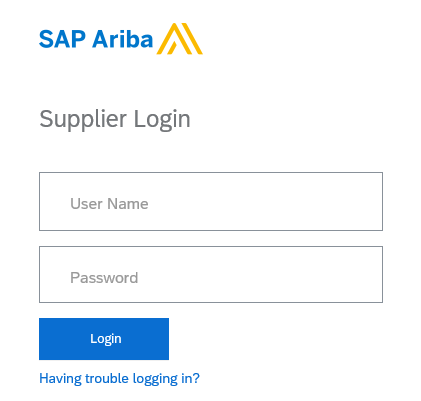 SAP Ariba
Supplier Login
User Name
Password
Login
Having trouble logging in?